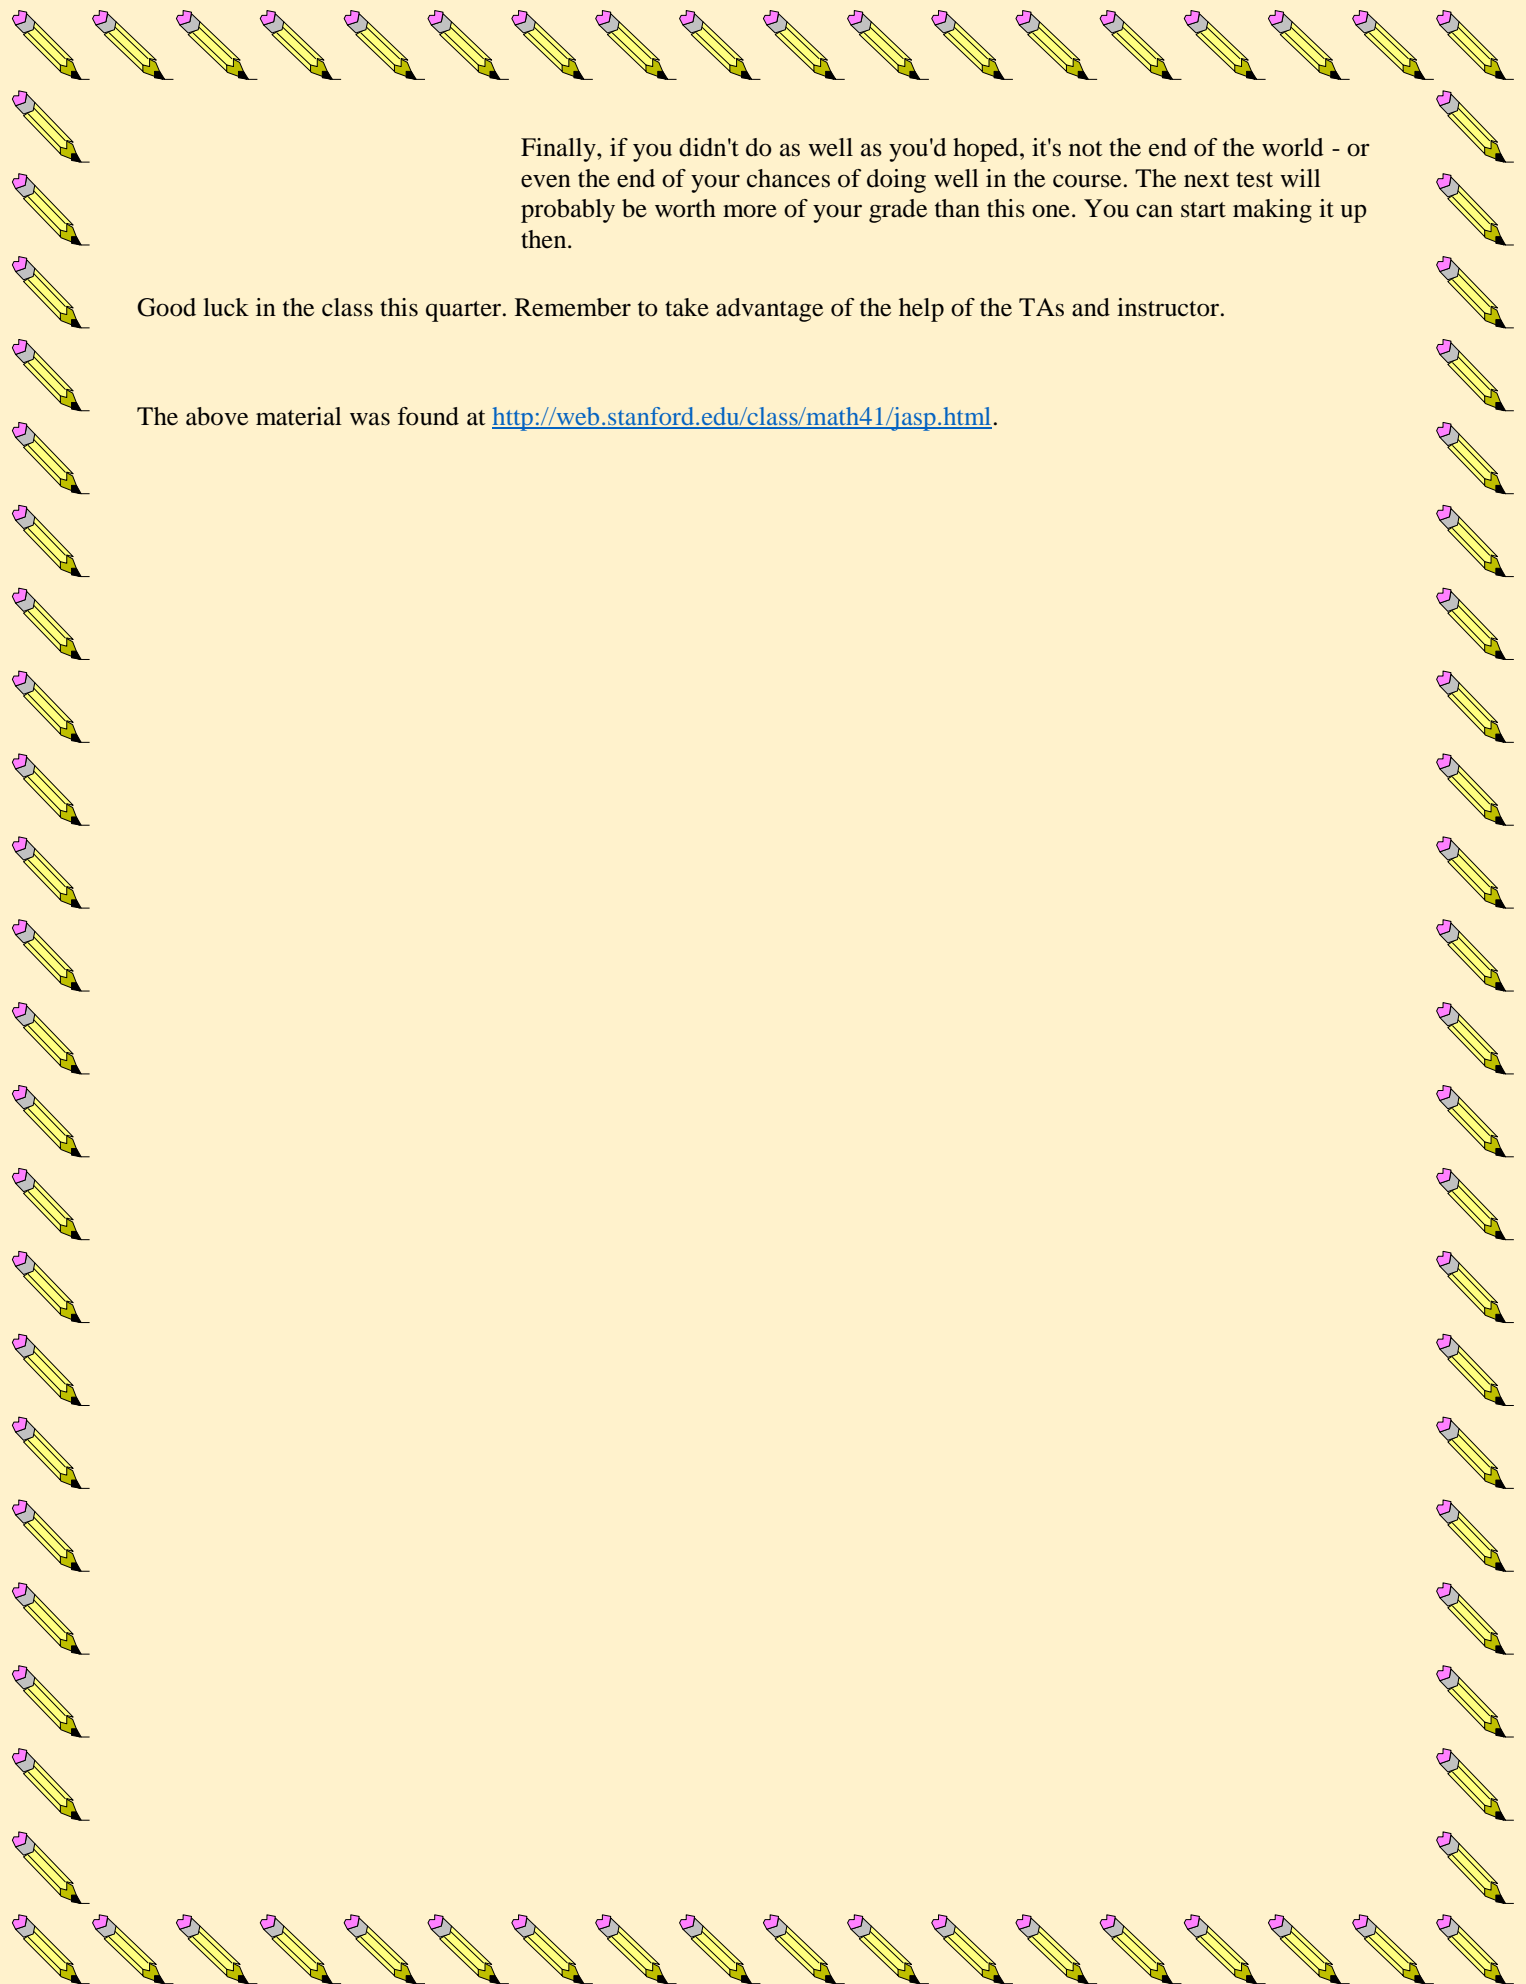 Finally, if you didn't do as well as you'd hoped, it's not the end of the world - or
even the end of your chances of doing well in the course. The next test will
probably be worth more of your grade than this one. You can start making it up
then.
Good luck in the class this quarter. Remember to take advantage of the help of the TAs and instructor.
The above material was found at http://web.stanford.edu/class/math41/jasp.html.